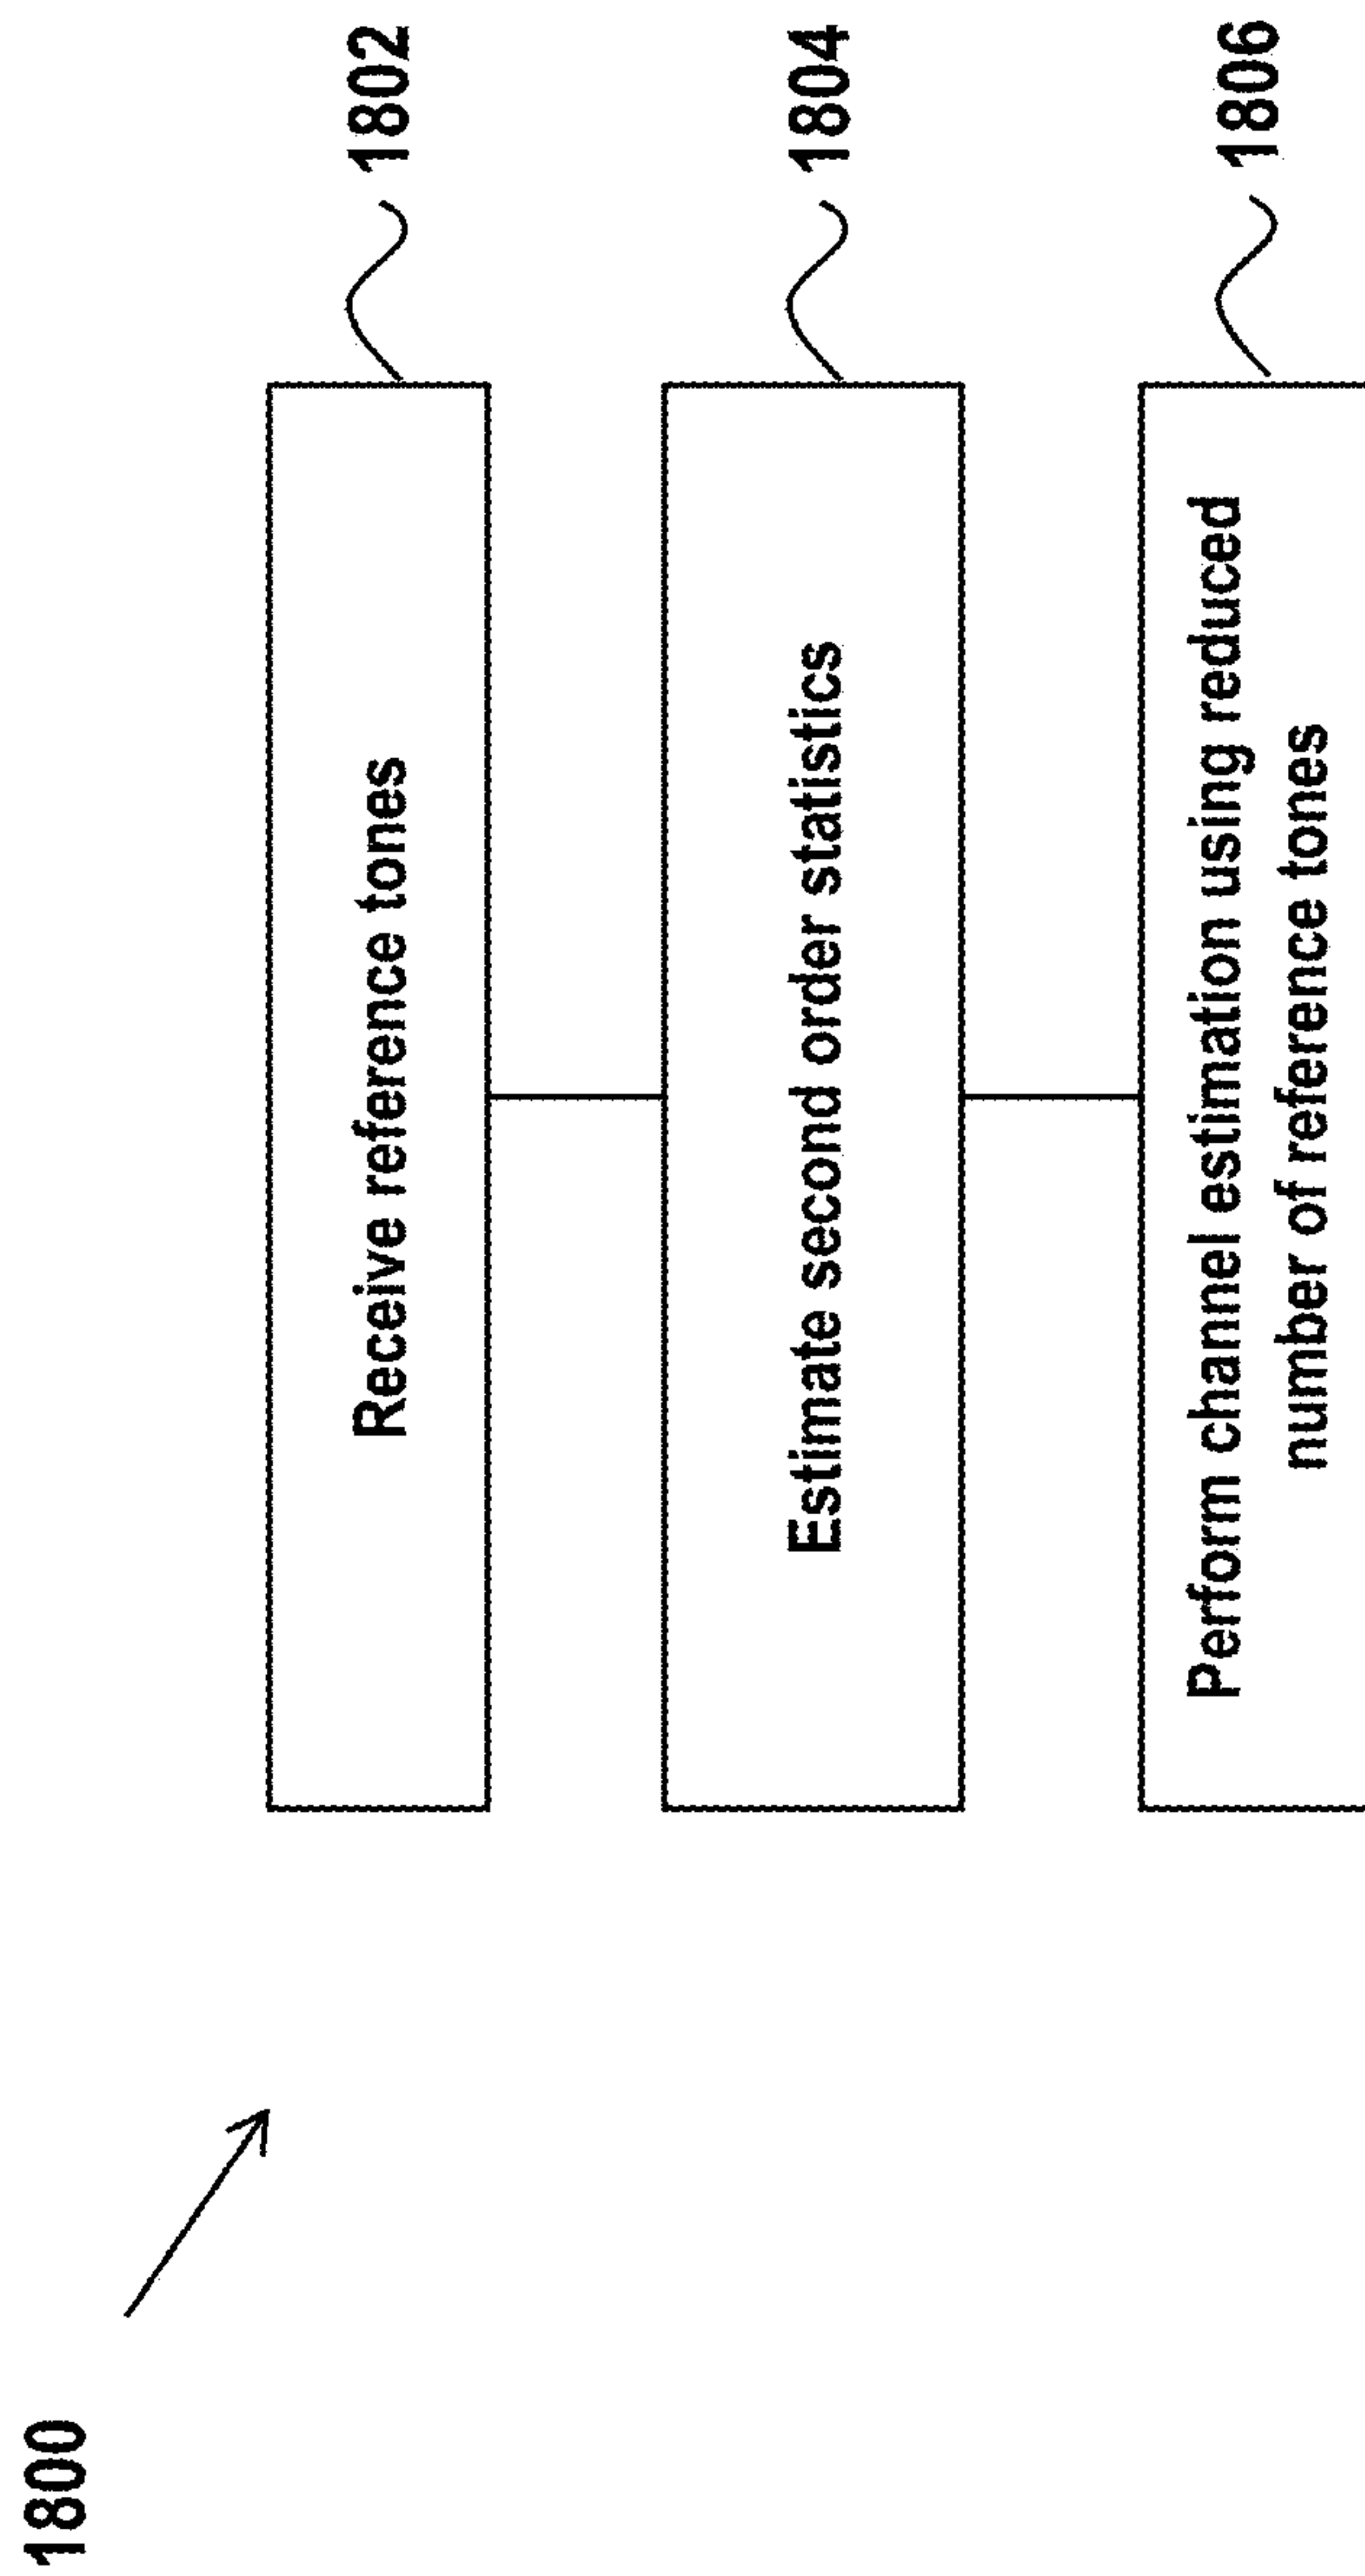 1800
Receive reference tones
1802
Estimate second order statistics
1804
Perform channel estimation using reduced
number of reference tones
1806